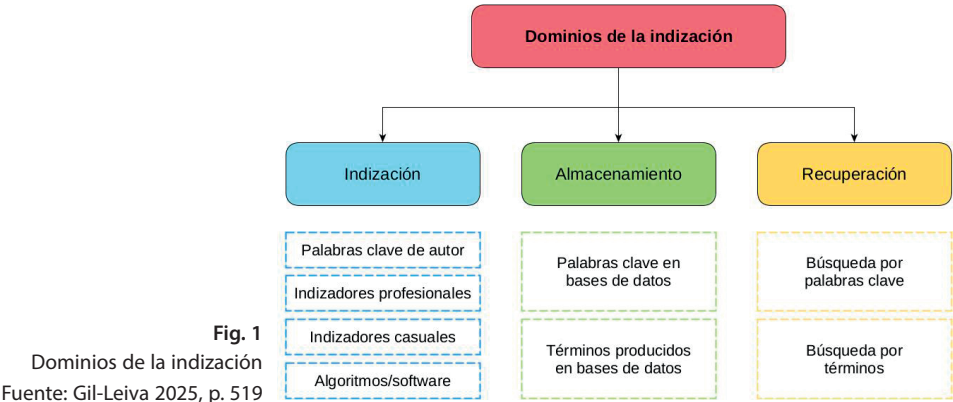 Dominios de la indización
Indización
Almacenamiento
Recuperación
Palabras clave de autor
Indizadores profesionales
Indizadores casuales
Algoritmos/software
Palabras clave en
bases de datos
Términos producidos
en bases de datos
Búsqueda por
palabras clave
Búsqueda por
términos
Fig. 1
Dominios de la indización
Fuente: Gil-Leiva 2025, p. 519